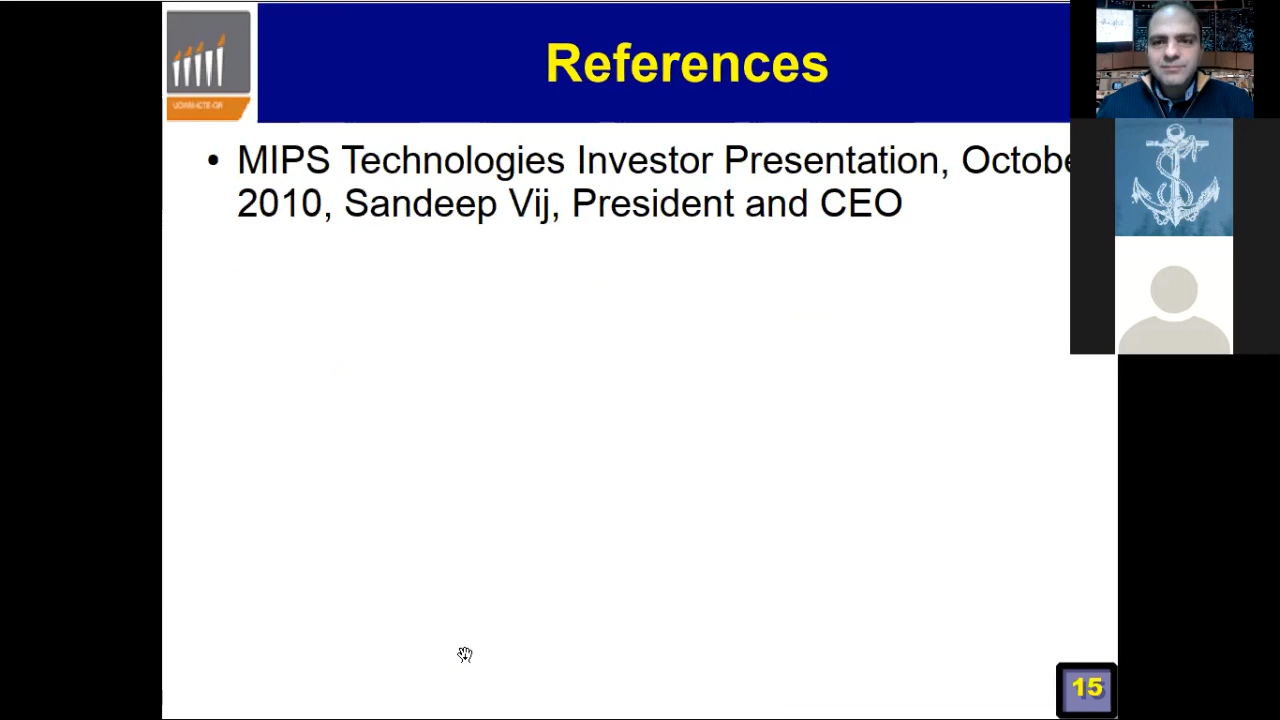 References
• MIPS Technologies Investor Presentation, Octobe
2010, Sandeep Vij, President and CEO
15